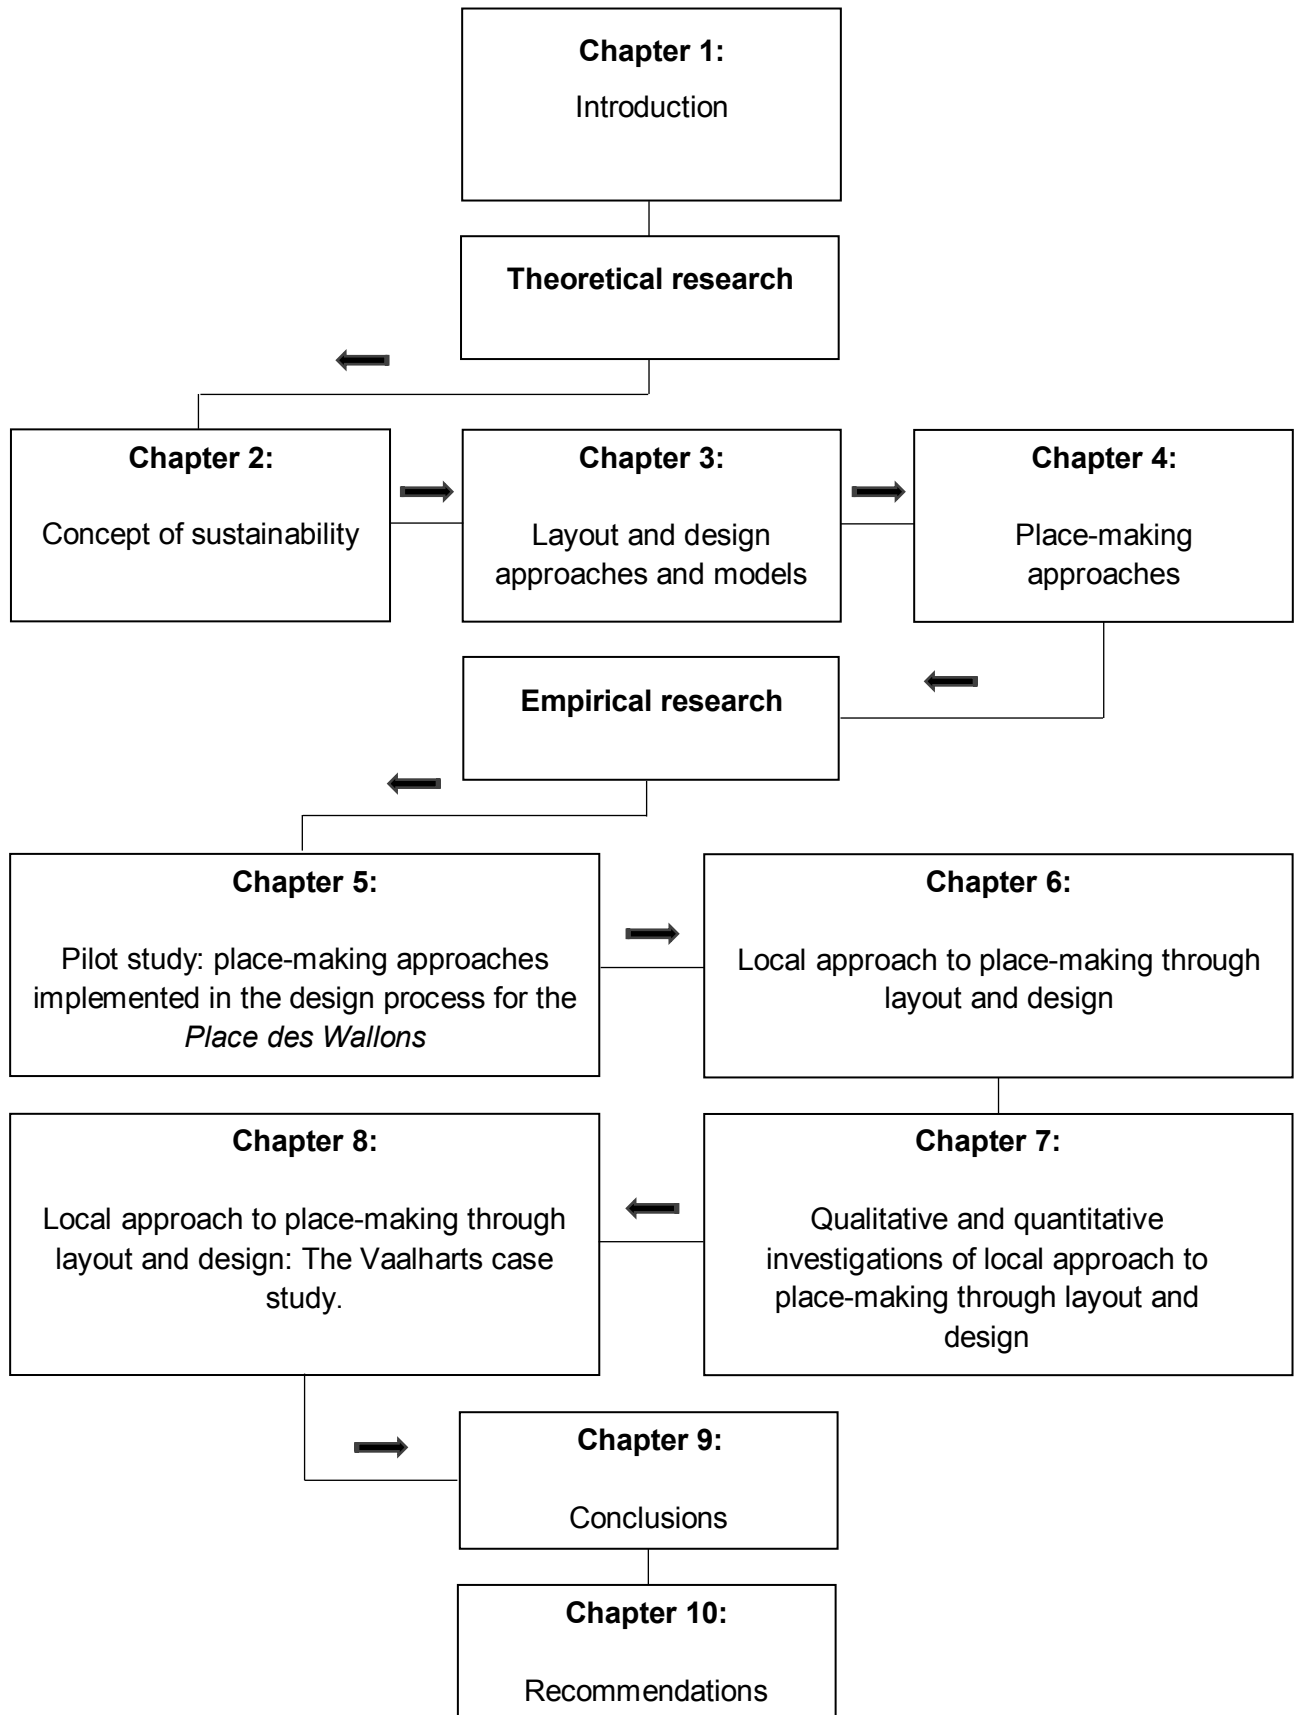 Chapter 1:
Introduction
Theoretical research
Chapter 2:
Concept of sustainability
Chapter 3:
Layout and design
approaches and models
Chapter 4:
Place-making
approaches
Empirical research
Chapter 5:
Pilot study: place-making approaches
implemented in the design process for the
Place des Wallons
Chapter 6:
Local approach to place-making through
layout and design
Chapter 8:
Local approach to place-making through
layout and design: The Vaalharts case
study.
Chapter 7:
Qualitative and quantitative
investigations of local approach to
place-making through layout and
design
Chapter 9:
Conclusions
Chapter 10:
Recommendations